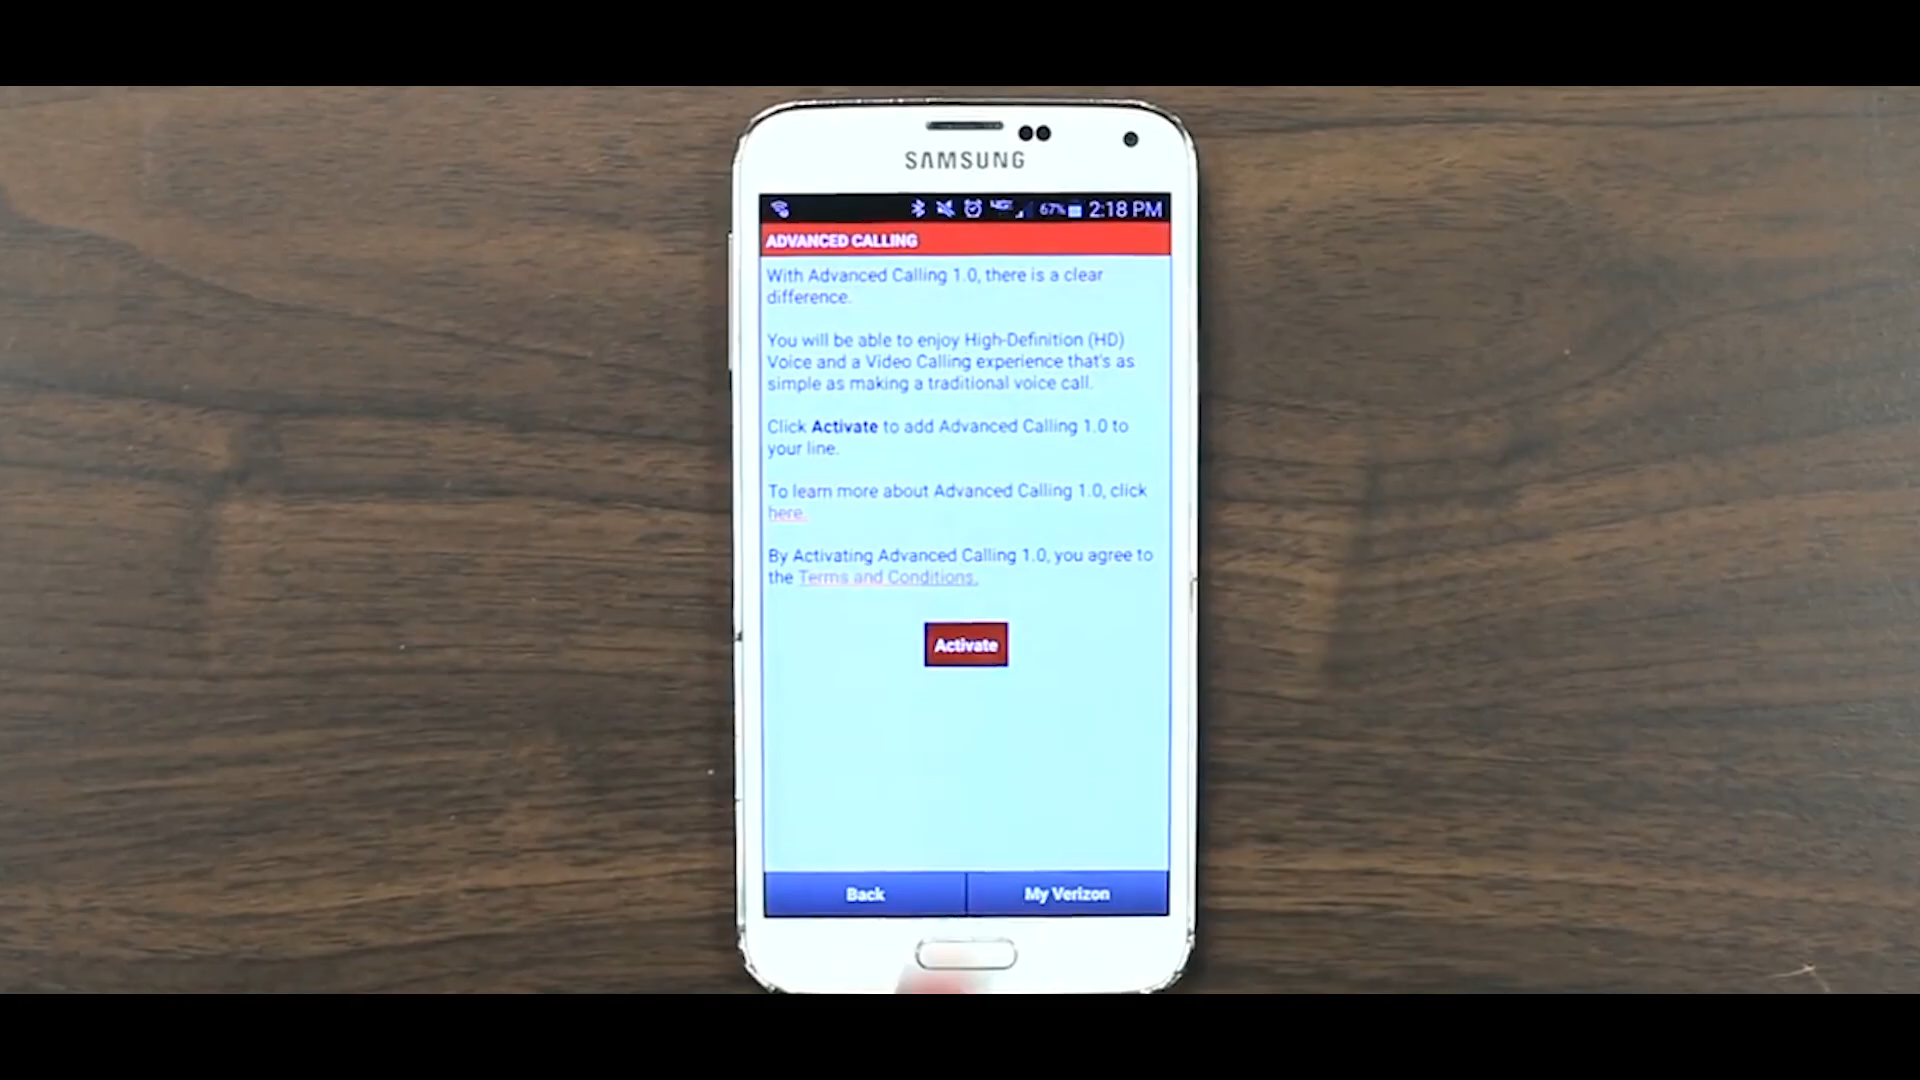 SAMSUNG
4G 67% 2:18 PM
ADVANCED CALLING
With Advanced Calling 1.0, there is a clear
difference.
You will be able to enjoy High-Definition (HD)
Voice and a Video Calling experience that's as
simple as making a traditional voice call.
Click Activate to add Advanced Calling 1.0 to
your line.
To learn more about Advanced Calling 1.0, click
here.
By Activating Advanced Calling 1.0, you agree to
the Terms and Conditions.
Activate
Back My Verizon